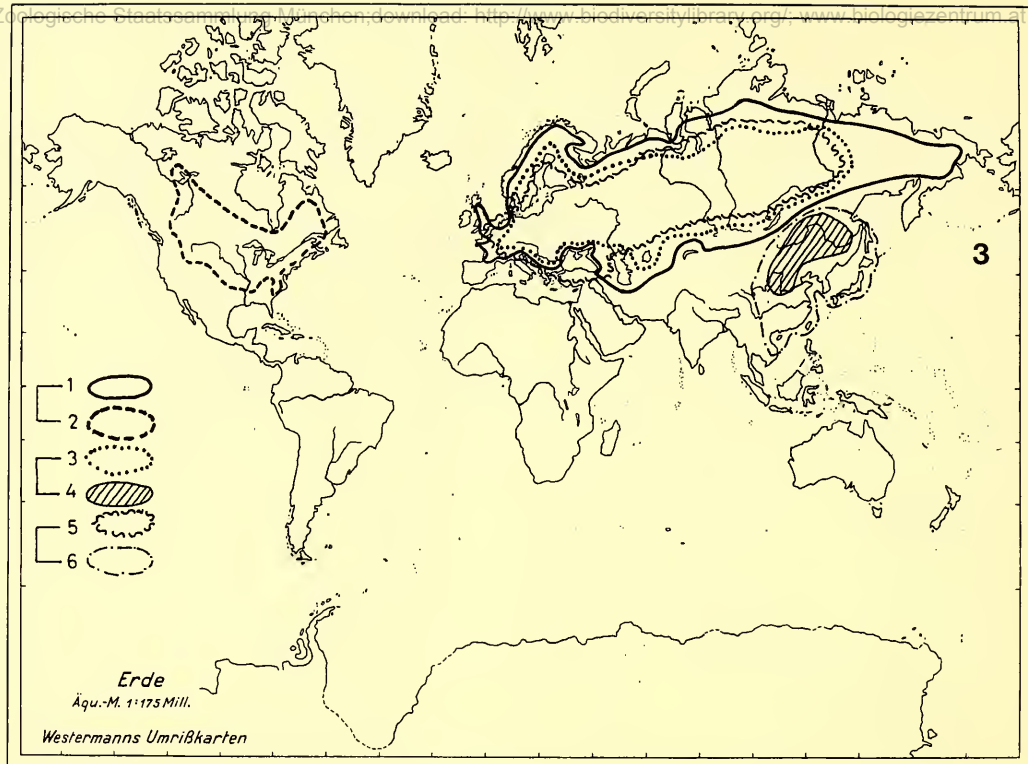 Zoologische Staatssammlung München;download: http://www.biodiversitylibrary.org/; www.biologiezentrum.at
3
1
2
3
4
5
6
Erde
Äqu.-M. 1:175 Mill.
Westermanns Umrißkarten